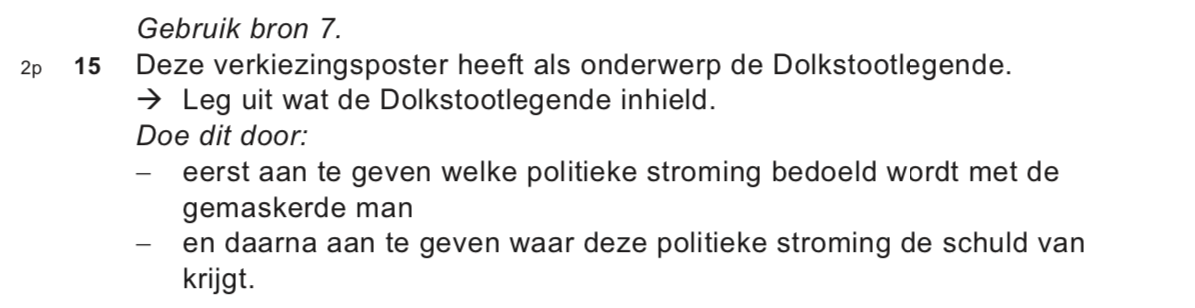 Gebruik bron 7.
2p 15 Deze verkiezingsposter heeft als onderwerp de Dolkstootlegende.
→ Leg uit wat de Dolkstootlegende inhield.
Doe dit door:
– eerst aan te geven welke politieke stroming bedoeld wordt met de
gemaskerde man
– en daarna aan te geven waar deze politieke stroming de schuld van
krijgt.